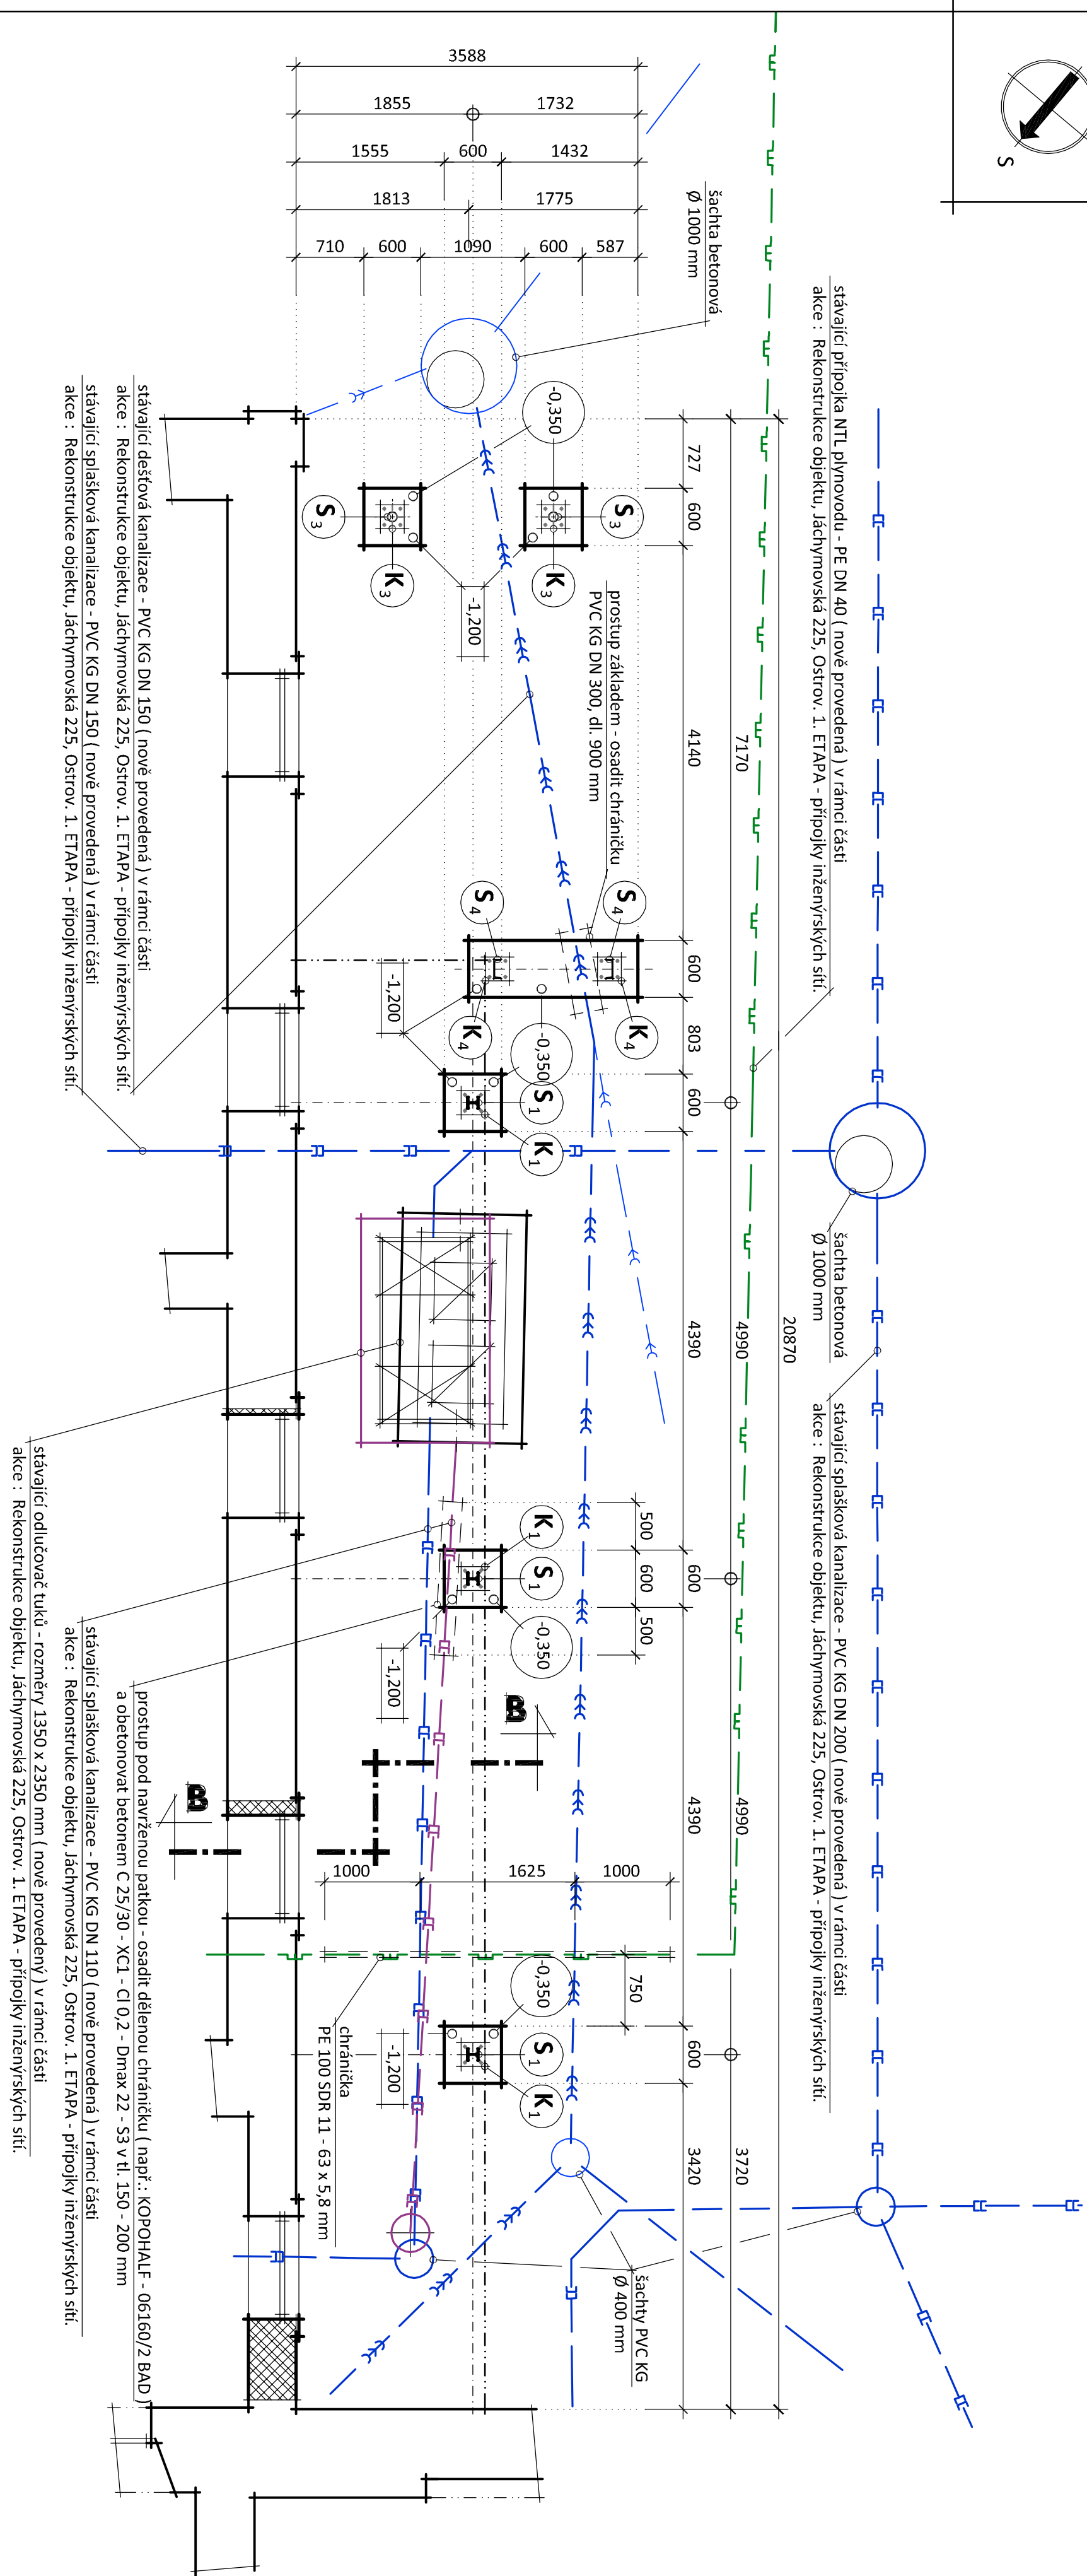 S
3588
1855
1732
1555
600
1432
1813
1775
710
600
1090
600
587
šachta betonová
Ø 1000 mm
stávající přípojka NTL plynovodu - PE DN 40 ( nově provedená ) v rámci části
akce : Rekonstrukce objektu, Jáchymovská 225, Ostrov. 1. ETAPA - přípojky inženýrských sítí.
727
600
4140
600
803
600
4390
600
4390
600
3420
7170
4990
4990
3720
20870
-0,350
S3
K3
S3
K3
-1,200
prostup základem - osadit chráničku
PVC KG DN 300, dl. 900 mm
S4
S4
K4
K4
-1,200
-0,350
S1
K1
šachta betonová
Ø 1000 mm
stávající splašková kanalizace - PVC KG DN 200 ( nově provedená ) v rámci části
akce : Rekonstrukce objektu, Jáchymovská 225, Ostrov. 1. ETAPA - přípojky inženýrských sítí.
500
600
500
K1
S1
-0,350
-1,200
B
B
1000
1625
1000
750
-0,350
S1
K1
-1,200
chránička
PE 100 SDR 11 - 63 x 5,8 mm
šachty PVC KG
Ø 400 mm
stávající dešťová kanalizace - PVC KG DN 150 ( nově provedená ) v rámci části
akce : Rekonstrukce objektu, Jáchymovská 225, Ostrov. 1. ETAPA - přípojky inženýrských sítí.
stávající splašková kanalizace - PVC KG DN 150 ( nově provedená ) v rámci části
akce : Rekonstrukce objektu, Jáchymovská 225, Ostrov. 1. ETAPA - přípojky inženýrských sítí.
prostup pod navrženou patkou - osadit dělenou chráničku ( např.: KOPOHALF - 06160/2 BAD )
a obetonovat betonem C 25/30 - XC1 - Cl 0,2 - Dmax 22 - S3 v tl. 150 - 200 mm
stávající splašková kanalizace - PVC KG DN 110 ( nově provedená ) v rámci části
akce : Rekonstrukce objektu, Jáchymovská 225, Ostrov. 1. ETAPA - přípojky inženýrských sítí.
stávající odlučovač tuků - rozměry 1350 x 2350 mm ( nově provedený ) v rámci části
akce : Rekonstrukce objektu, Jáchymovská 225, Ostrov. 1. ETAPA - přípojky inženýrských sítí.